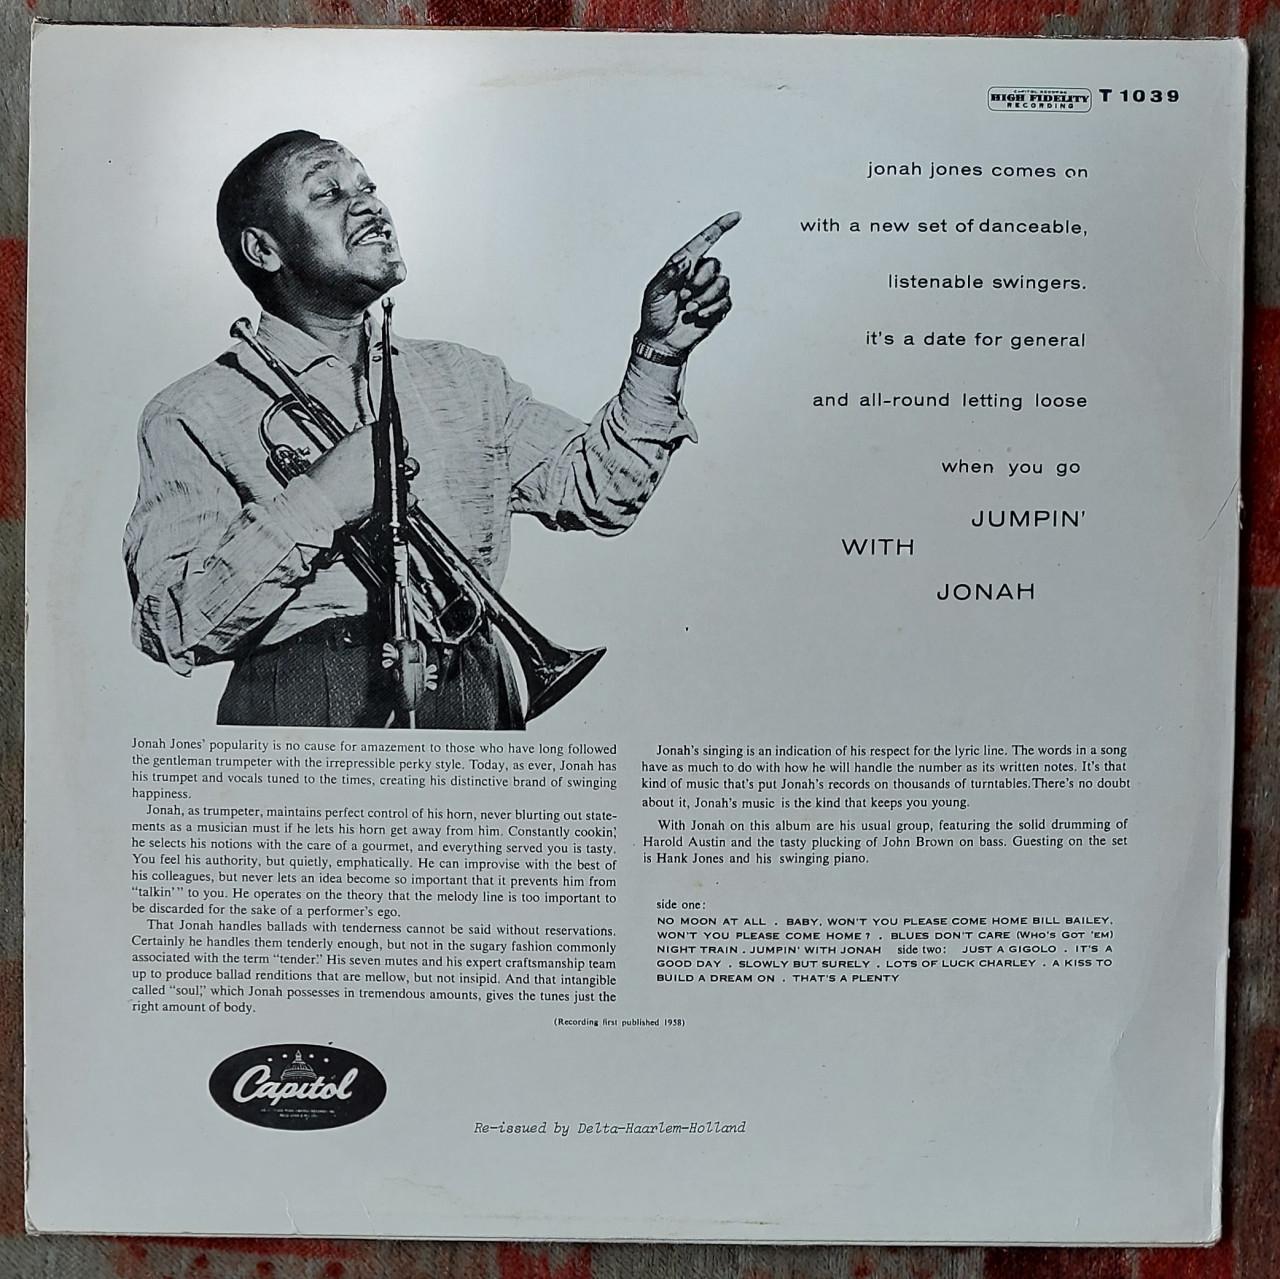 CAPITOL RECORDS
HIGH FIDELITY
RECORDING
T 1039
jonah jones comes on
with a new set of danceable,
listenable swingers.
it's a date for general
and all-round letting loose
when you go
JUMPIN'
WITH
JONAH
Jonah Jones' popularity is no cause for amazement to those who have long followed
the gentleman trumpeter with the irrepressible perky style. Today, as ever, Jonah has
his trumpet and vocals tuned to the times, creating his distinctive brand of swinging
happiness.
Jonah, as trumpeter, maintains perfect control of his horn, never blurting out state-
ments as a musician must if he lets his horn get away from him. Constantly cookin',
he selects his notions with the care of a gourmet, and everything served you is tasty.
You feel his authority, but quietly, emphatically. He can improvise with the best of
his colleagues, but never lets an idea become so important that it prevents him from
“talkin'” to you. He operates on the theory that the melody line is too important to
be discarded for the sake of a performer's ego.
That Jonah handles ballads with tenderness cannot be said without reservations.
Certainly he handles them tenderly enough, but not in the sugary fashion commonly
associated with the term “tender.” His seven mutes and his expert craftsmanship team
up to produce ballad renditions that are mellow, but not insipid. And that intangible
called “soul,” which Jonah possesses in tremendous amounts, gives the tunes just the
right amount of body.
Jonah's singing is an indication of his respect for the lyric line. The words in a song
have as much to do with how he will handle the number as its written notes. It's that
kind of music that's put Jonah's records on thousands of turntables.There's no doubt
about it, Jonah's music is the kind that keeps you young.
With Jonah on this album are his usual group, featuring the solid drumming of
Harold Austin and the tasty plucking of John Brown on bass. Guesting on the set
is Hank Jones and his swinging piano.
side one:
NO MOON AT ALL . BABY, WON'T YOU PLEASE COME HOME BILL BAILEY,
WON'T YOU PLEASE COME HOME? . BLUES DON'T CARE (WHO'S GOT 'EM)
NIGHT TRAIN . JUMPIN' WITH JONAH side two: JUST A GIGOLO . IT'S A
GOOD DAY . SLOWLY BUT SURELY . LOTS OF LUCK CHARLEY . A KISS TO
BUILD A DREAM ON . THAT'S A PLENTY
(Recording first published 1958)
Capitol
Re-issued by Delta-Haarlem-Holland